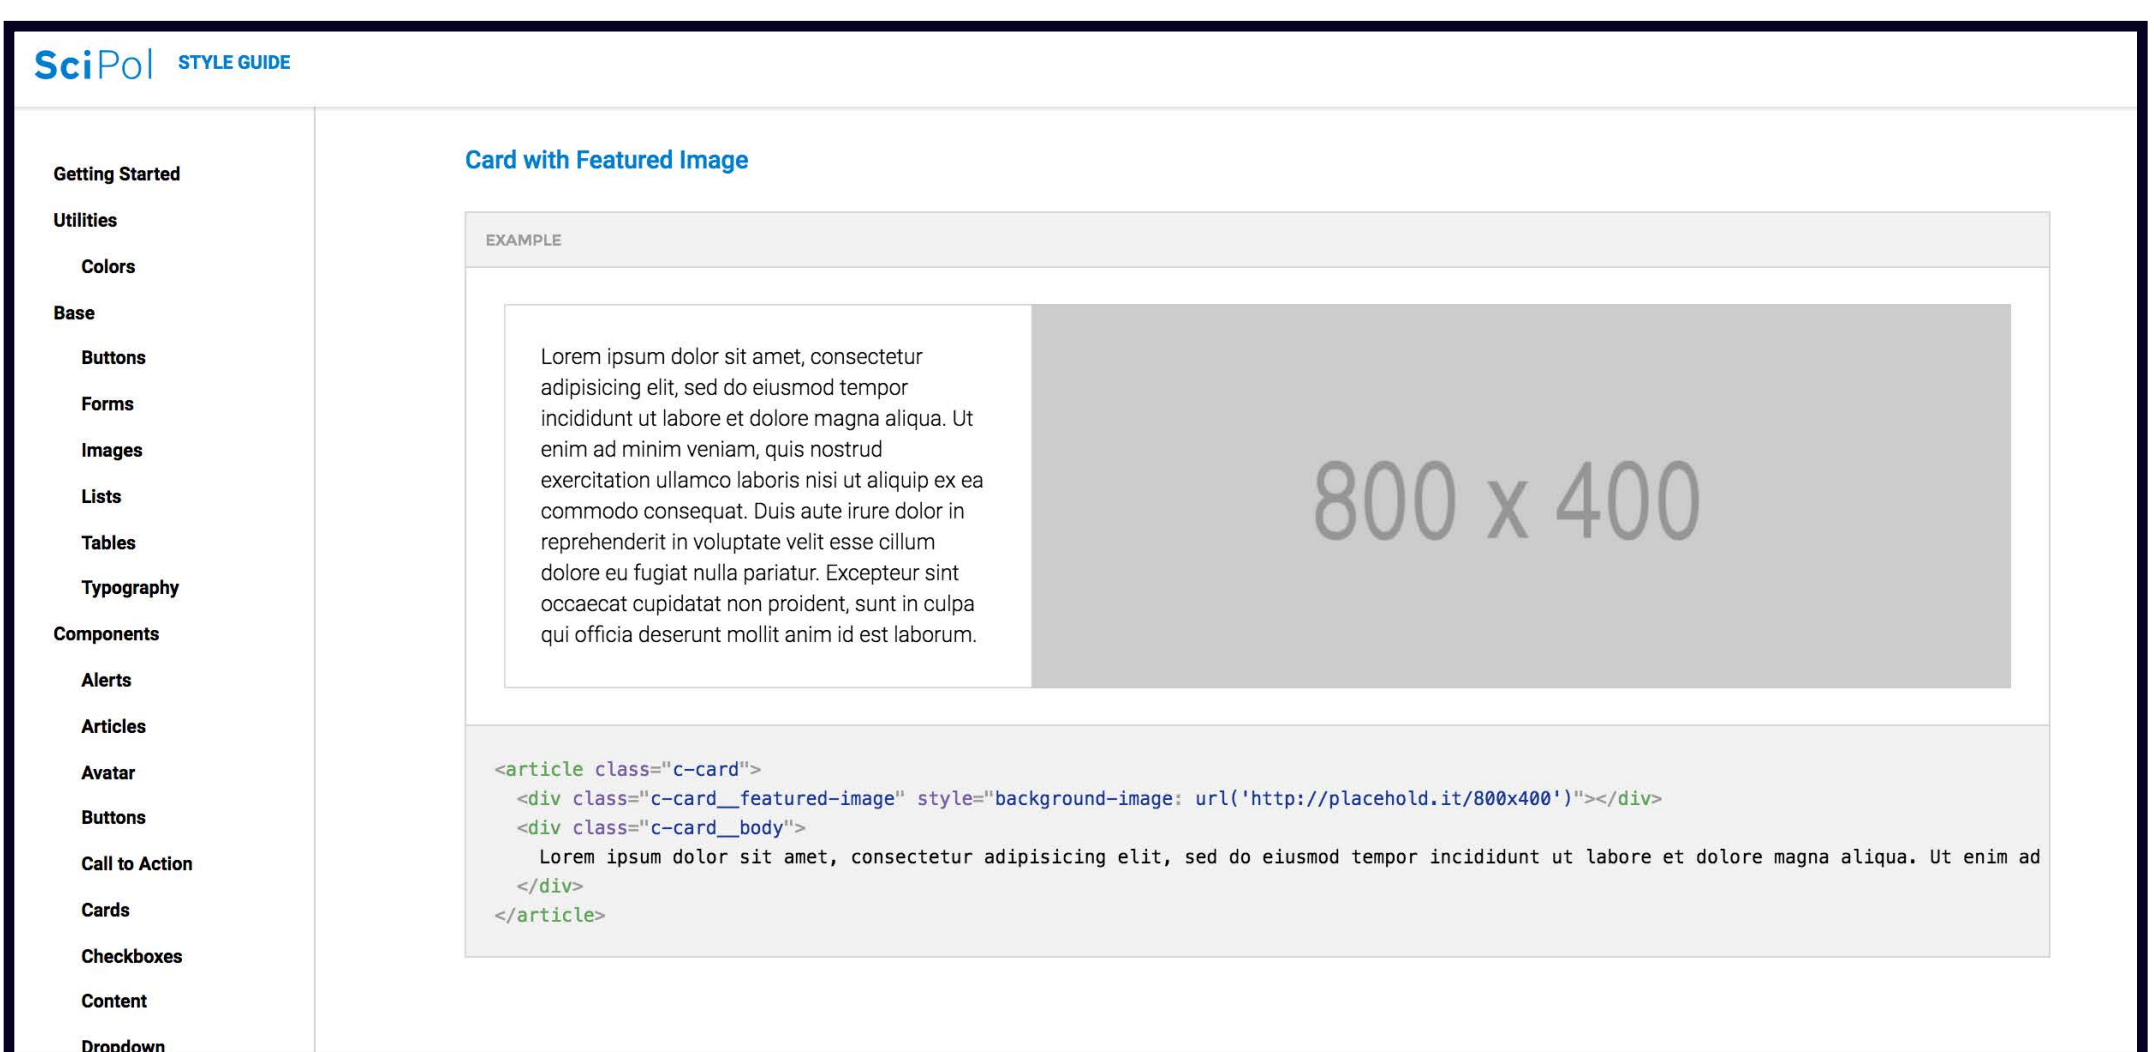 SciPol STYLE GUIDE
Getting Started
Utilities
Colors
Base
Buttons
Forms
Images
Lists
Tables
Typography
Components
Alerts
Articles
Avatar
Buttons
Call to Action
Cards
Checkboxes
Content
Dropdown
Card with Featured Image
EXAMPLE
Lorem ipsum dolor sit amet, consectetur
adipisicing elit, sed do eiusmod tempor
incididunt ut labore et dolore magna aliqua. Ut
enim ad minim veniam, quis nostrud
exercitation ullamco laboris nisi ut aliquip ex ea
commodo consequat. Duis aute irure dolor in
reprehenderit in voluptate velit esse cillum
dolore eu fugiat nulla pariatur. Excepteur sint
occaecat cupidatat non proident, sunt in culpa
qui officia deserunt mollit anim id est laborum.
800 x 400
<article class="c-card">
<div class="c-card__featured-image" style="background-image: url('http://placehold.it/800x400')"></div>
<div class="c-card__body">
Lorem ipsum dolor sit amet, consectetur adipisicing elit, sed do eiusmod tempor incididunt ut labore et dolore magna aliqua. Ut enim ad
</div>
</article>